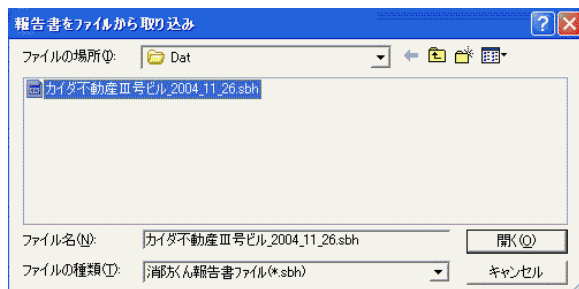 報告書をファイルから取り込み
ファイルの場所(I): Dat
カイダ不動産Ⅲ号ビル_2004_11_26.sbh
ファイル名(N): カイダ不動産Ⅲ号ビル_2004_11_26.sbh 開く(O)
ファイルの種類(T): 消防くん報告書ファイル(*.sbh) キャンセル